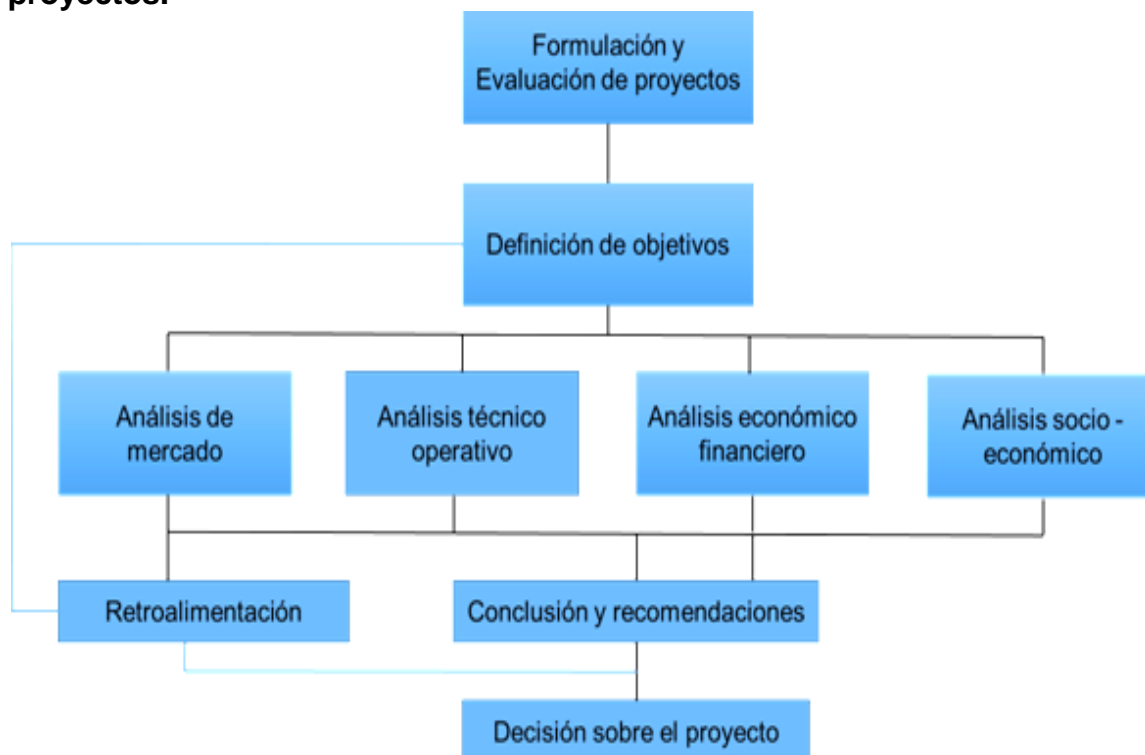 proyectos.
Formulación y
Evaluación de proyectos
Definición de objetivos
Análisis de
mercado
Análisis técnico
operativo
Análisis económico
financiero
Análisis socio -
económico
Retroalimentación
Conclusión y recomendaciones
Decisión sobre el proyecto